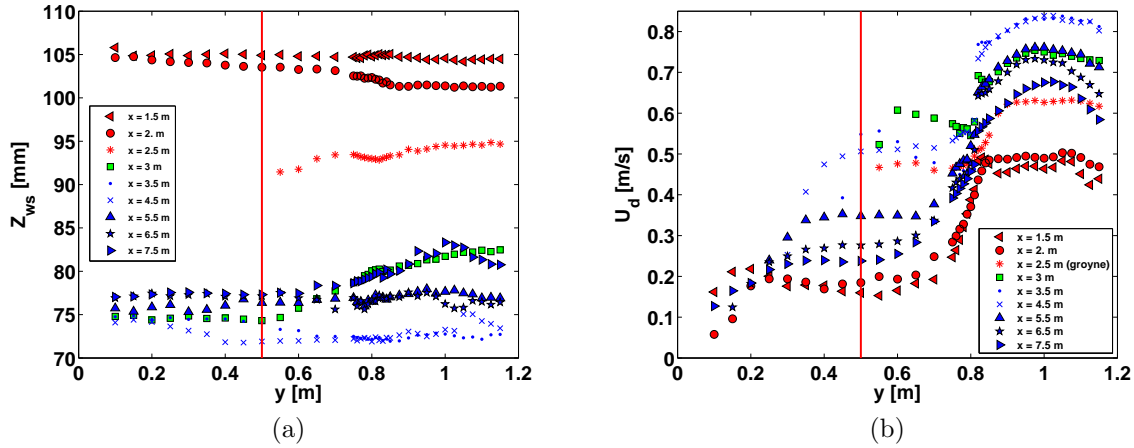 110
105
100
95
90
85
80
75
70
Z_ws [mm]
x = 1.5 m
x = 2. m
x = 2.5 m
x = 3 m
x = 3.5 m
x = 4.5 m
x = 5.5 m
x = 6.5 m
x = 7.5 m
0 0.2 0.4 0.6 0.8 1 1.2
y [m]
(a)
0.8
0.7
0.6
0.5
0.4
0.3
0.2
0.1
0
U_d [m/s]
x = 1.5 m
x = 2. m
x = 2.5 m (groyne)
x = 3 m
x = 3.5 m
x = 4.5 m
x = 5.5 m
x = 6.5 m
x = 7.5 m
0 0.2 0.4 0.6 0.8 1 1.2
y [m]
(b)